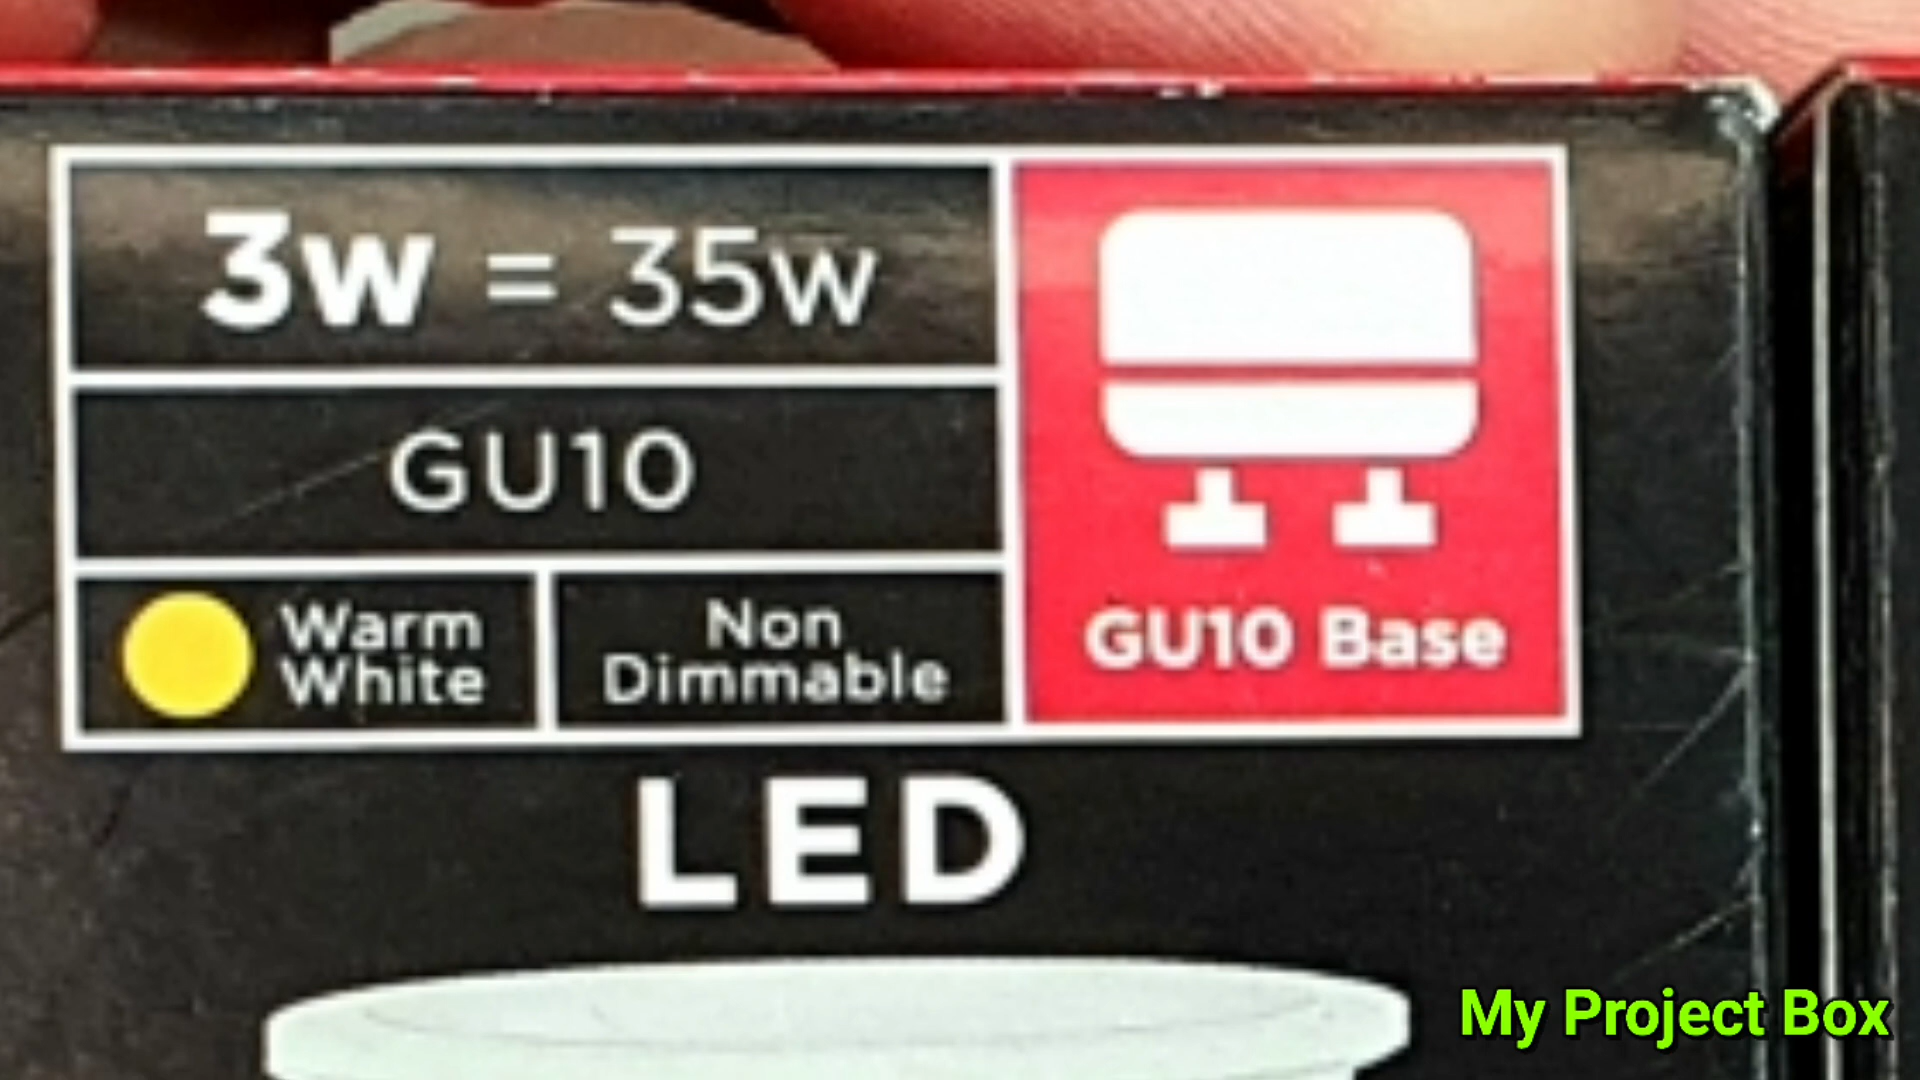 3w = 35w
GU10
Warm
White
Non
Dimmable
GU10 Base
LED
My Project Box